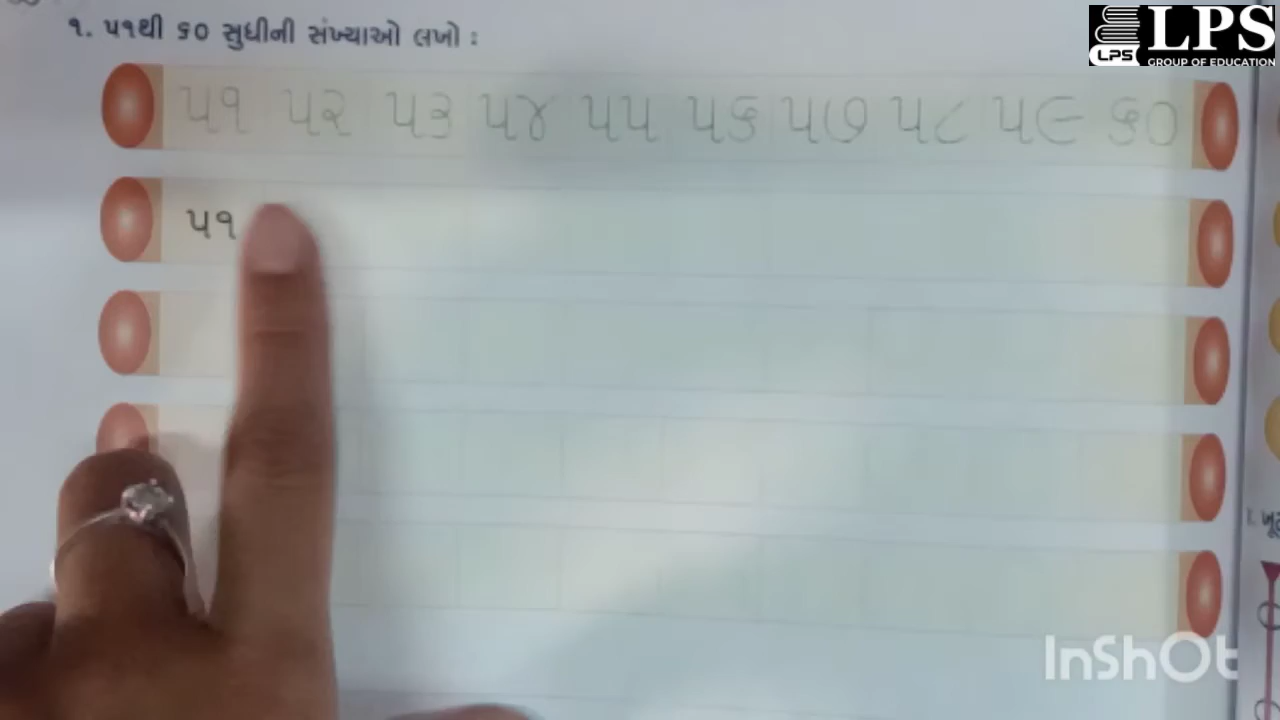 LPS
LPS
GROUP OF EDUCATION
૧. ૫૧થી ૬૦ સુધીની સંખ્યાઓ લખો :
૫૧ ૫૨ ૫૩ ૫૪ ૫૫ ૫૬ ૫૭ ૫૮ ૫૯ ૬૦
૫૧
InShOt